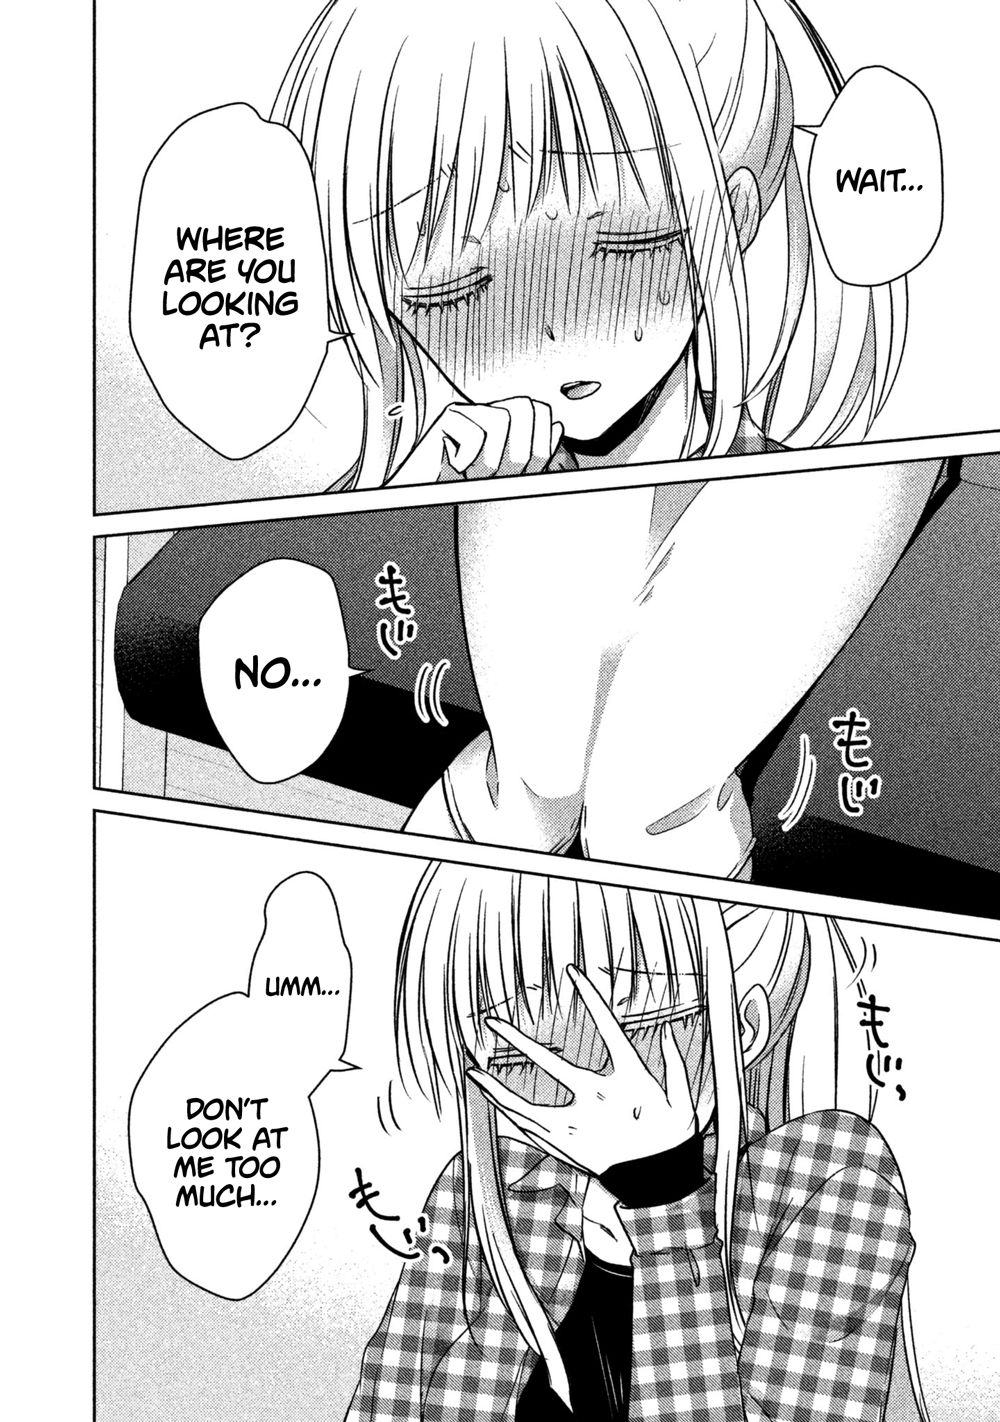 WAIT...
WHERE
ARE YOU
LOOKING
AT?
もじ
NO...
もじ
UMM...
もじ
DON'T
LOOK AT
ME TOO
MUCH...
もじ